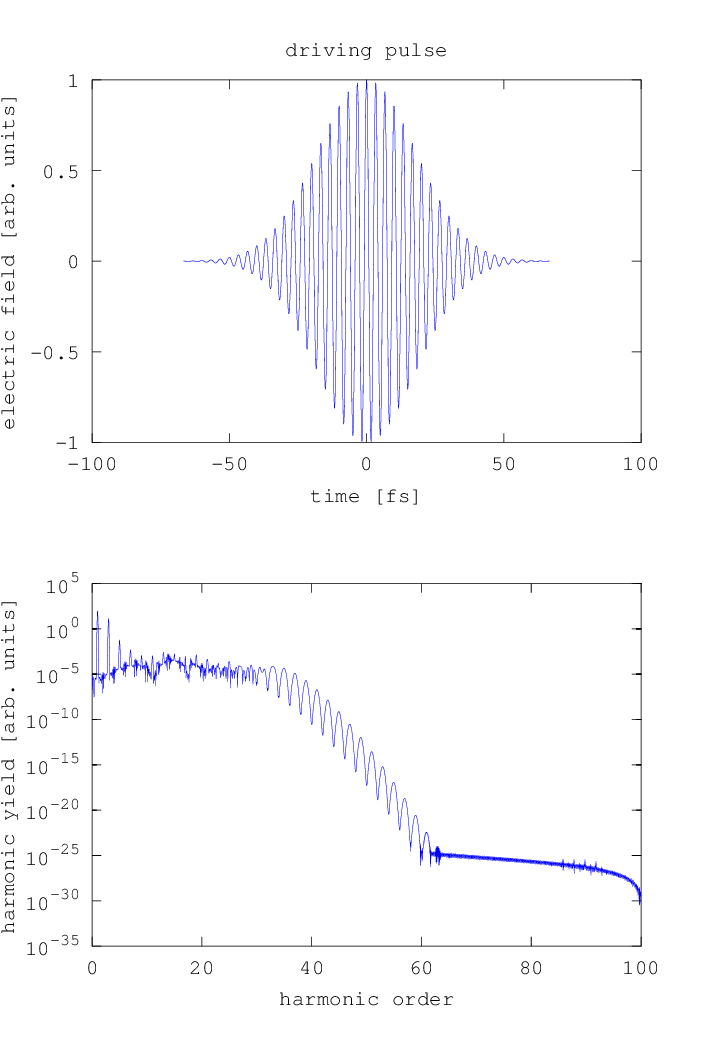 driving pulse
electric field [arb. units]
1
0.5
0
−0.5
−1
−100 −50 0 50 100
time [fs]
harmonic yield [arb. units]
10^5
10^0
10^−5
10^−10
10^−15
10^−20
10^−25
10^−30
10^−35
0 20 40 60 80 100
harmonic order